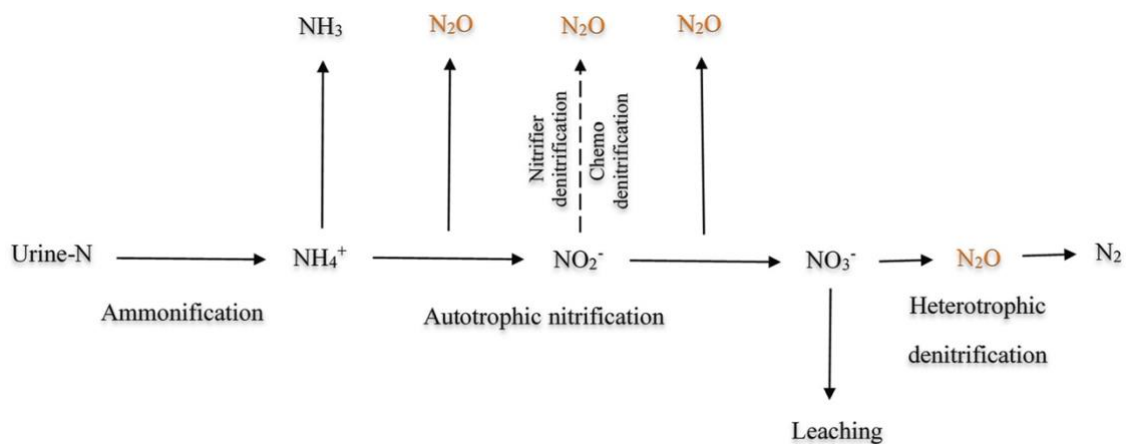 NH₃ N₂O N₂O N₂O
Nitrifier
denitrification
Chemo
denitrification
Urine-N NH₄⁺ NO₂⁻ NO₃⁻ N₂O N₂
Ammonification Autotrophic nitrification Heterotrophic
denitrification
Leaching